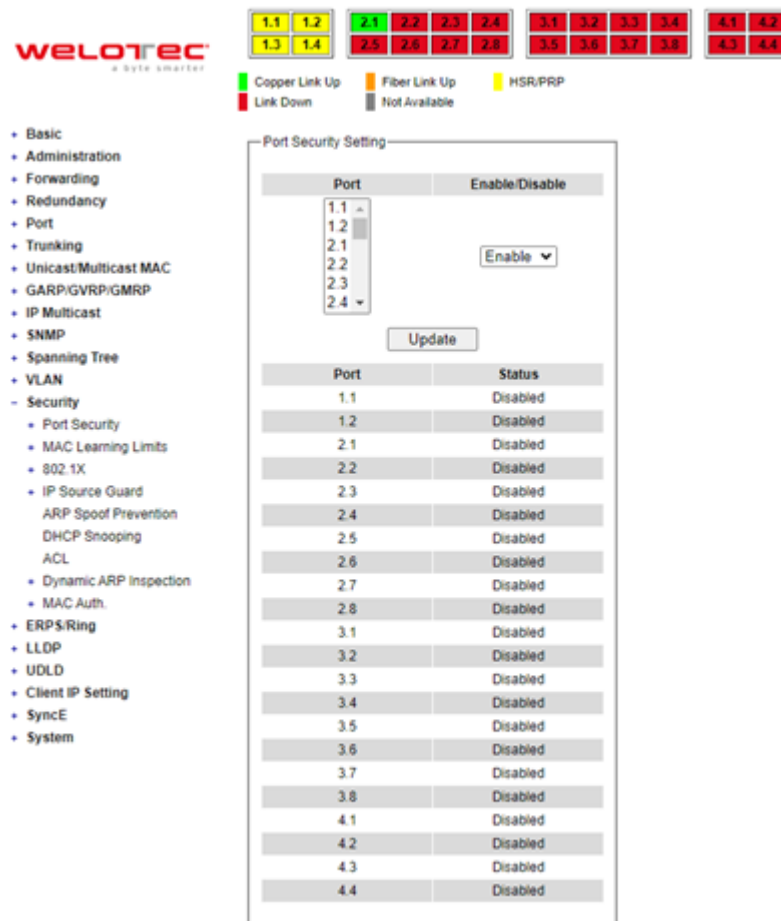 1.1 1.2 2.1 2.2 2.3 2.4 3.1 3.2 3.3 3.4 4.1 4.2
1.3 1.4 2.5 2.6 2.7 2.8 3.5 3.6 3.7 3.8 4.3 4.4
WELOTEC
a byte smarter
Copper Link Up Fiber Link Up HSR/PRP
Link Down Not Available
+ Basic
+ Administration
+ Forwarding
+ Redundancy
+ Port
+ Trunking
+ Unicast/Multicast MAC
+ GARP/GVRP/GMRP
+ IP Multicast
+ SNMP
+ Spanning Tree
+ VLAN
- Security
+ Port Security
+ MAC Learning Limits
+ 802.1X
+ IP Source Guard
ARP Spoof Prevention
DHCP Snooping
ACL
+ Dynamic ARP Inspection
+ MAC Auth.
+ ERPS/Ring
+ LLDP
+ UDLD
+ Client IP Setting
+ SyncE
+ System
Port Security Setting
Port Enable/Disable
1.1
1.2
2.1
2.2
2.3
2.4
Enable
Update
Port Status
1.1 Disabled
1.2 Disabled
2.1 Disabled
2.2 Disabled
2.3 Disabled
2.4 Disabled
2.5 Disabled
2.6 Disabled
2.7 Disabled
2.8 Disabled
3.1 Disabled
3.2 Disabled
3.3 Disabled
3.4 Disabled
3.5 Disabled
3.6 Disabled
3.7 Disabled
3.8 Disabled
4.1 Disabled
4.2 Disabled
4.3 Disabled
4.4 Disabled